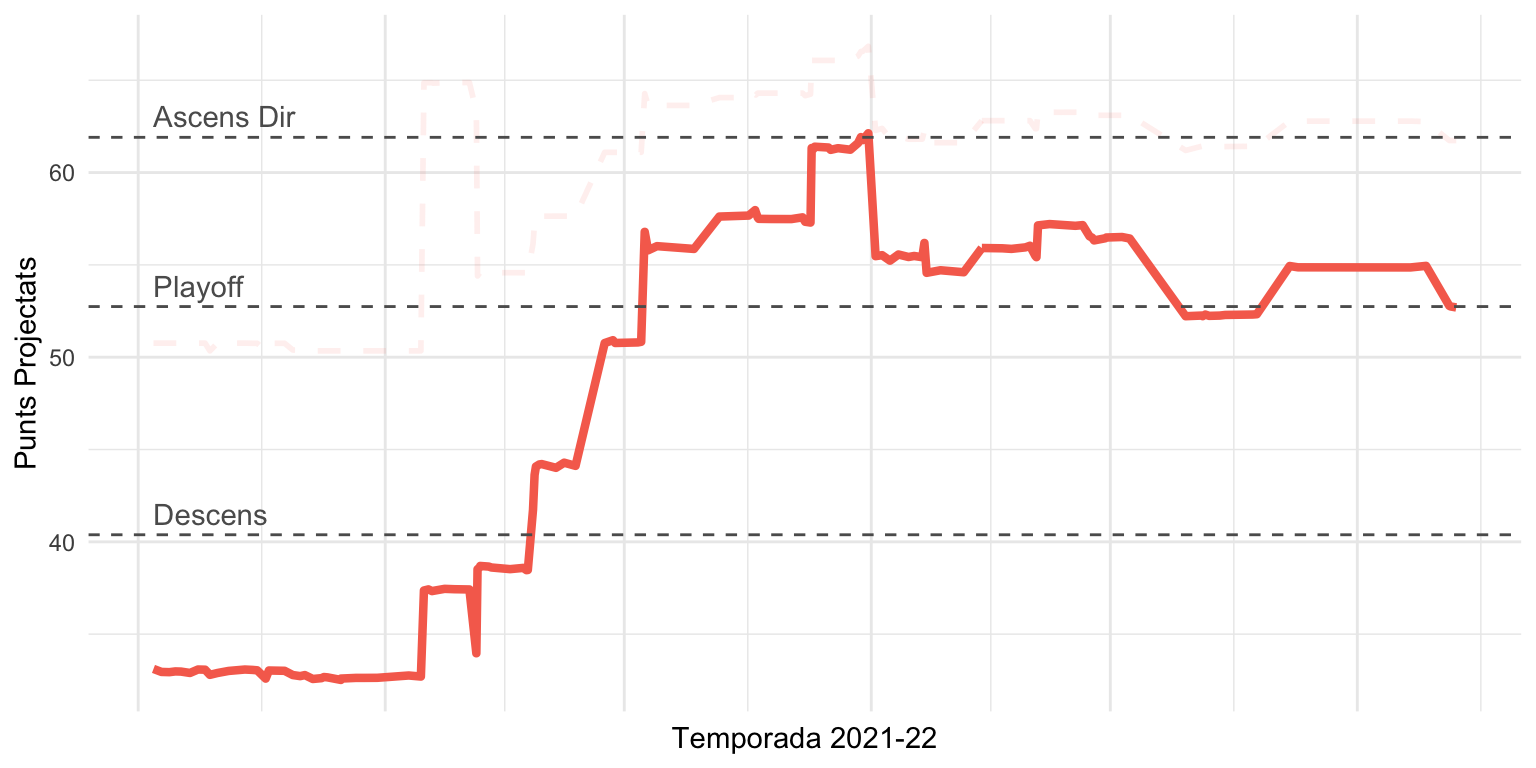 Ascens Dir
60
Playoff
50
Descens
40
Punts Projectats
Temporada 2021-22